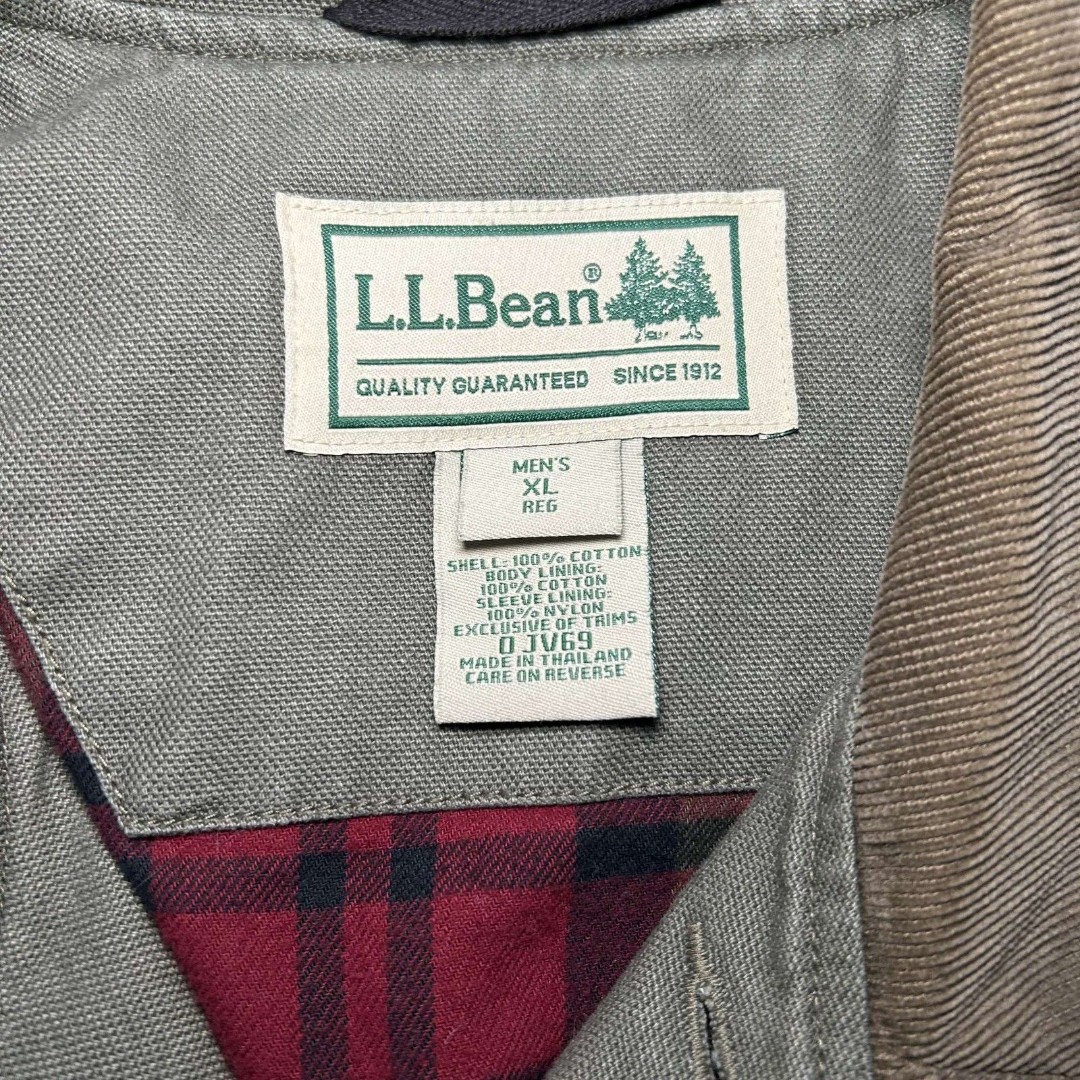 L.L.Bean®
QUALITY GUARANTEED SINCE 1912
MEN'S
XL
REG
SHELL: 100% COTTON
BODY LINING:
100% COTTON
SLEEVE LINING:
100% NYLON
EXCLUSIVE OF TRIMS
0 JV69
MADE IN THAILAND
CARE ON REVERSE